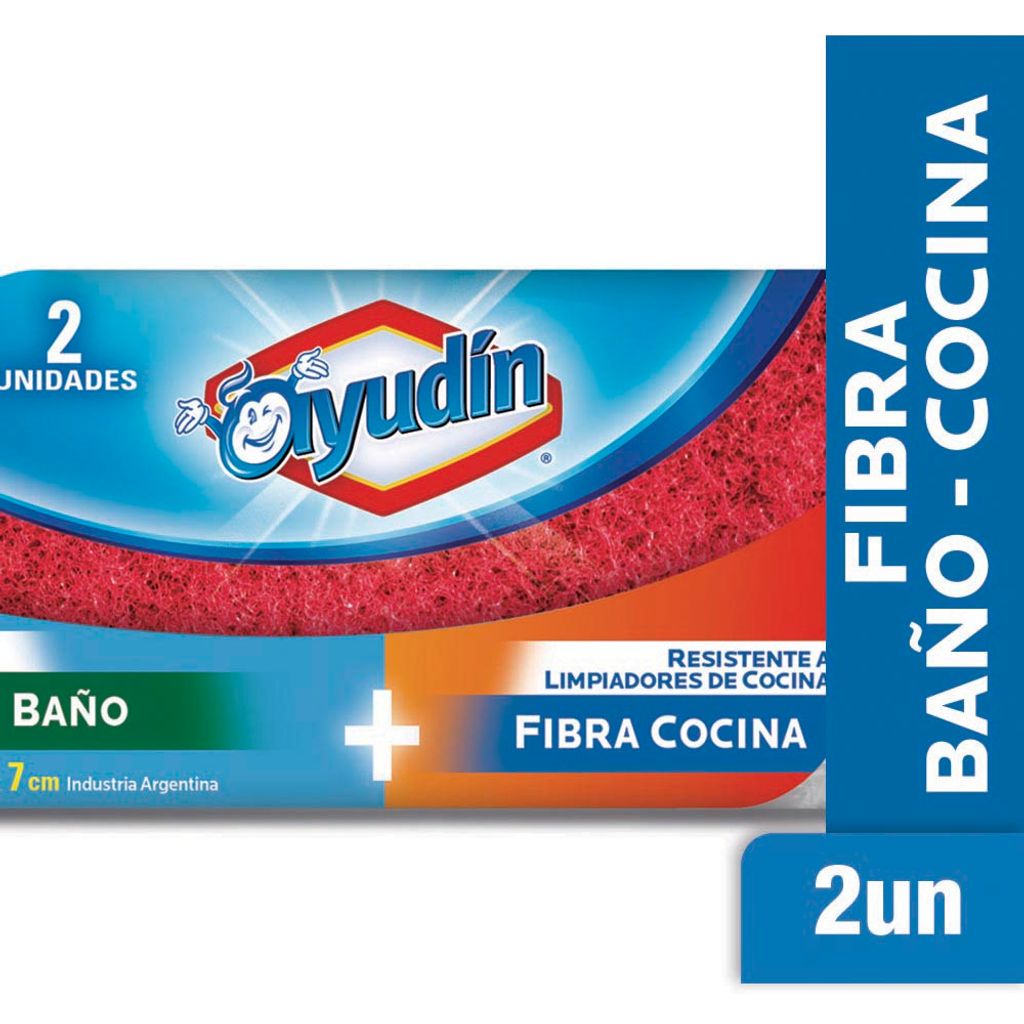 2
UNIDADES
Ayudín
®
BAÑO
7 cm Industria Argentina
+
RESISTENTE A
LIMPIADORES DE COCINA
FIBRA COCINA
FIBRA
BAÑO - COCINA
2un